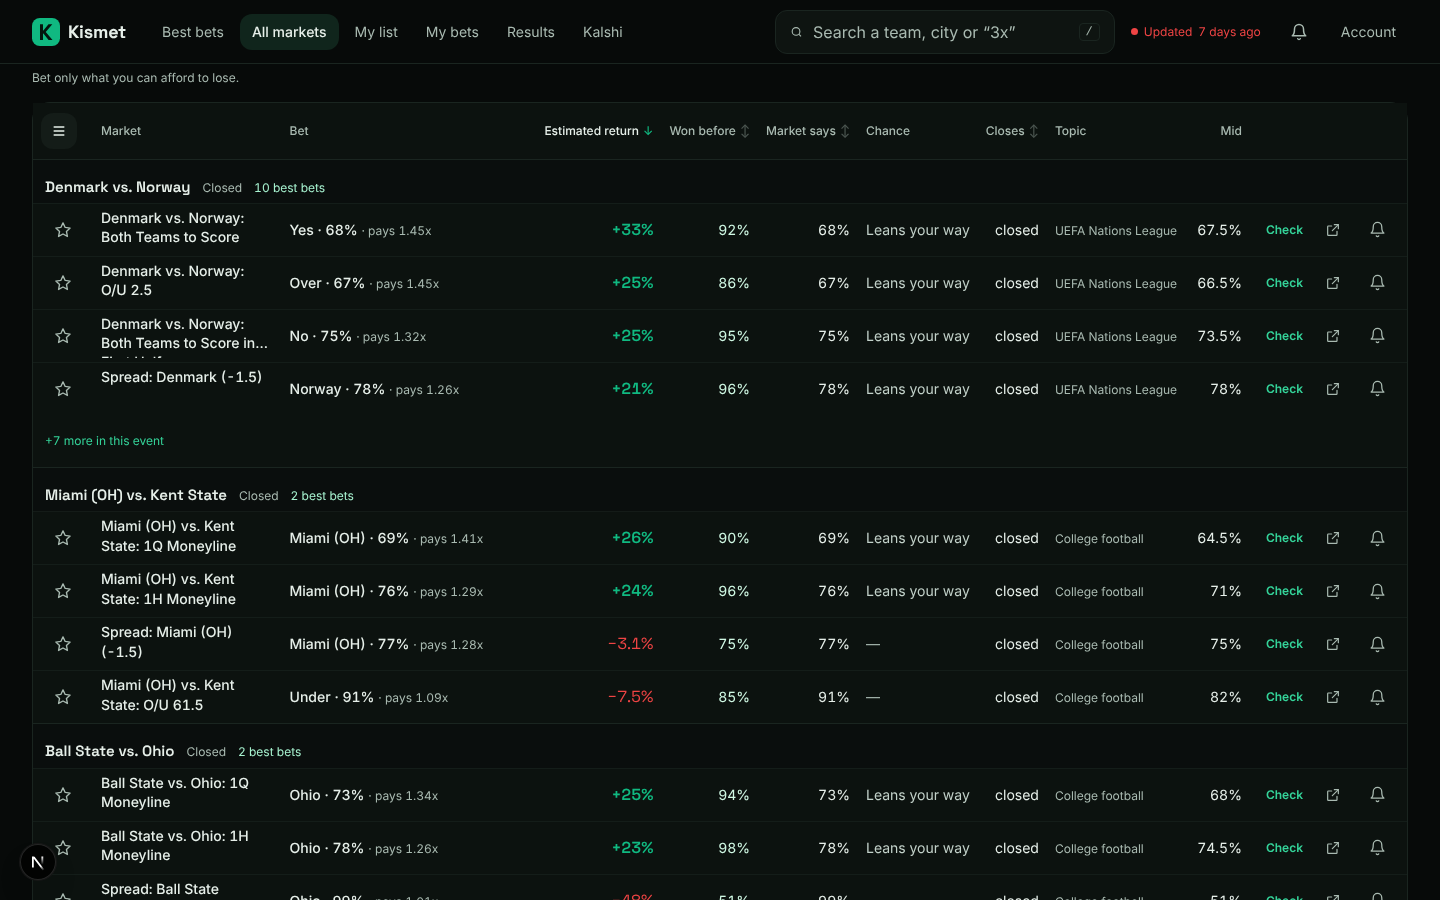 K Kismet Best bets All markets My list My bets Results Kalshi Search a team, city or “3x” / Updated 7 days ago Account
Bet only what you can afford to lose.
Market Bet Estimated return ↓ Won before Market says Chance Closes Topic Mid
Denmark vs. Norway Closed 10 best bets
Denmark vs. Norway:
Both Teams to Score
Yes · 68% · pays 1.45x +33% 92% 68% Leans your way closed UEFA Nations League 67.5% Check
Denmark vs. Norway:
O/U 2.5
Over · 67% · pays 1.45x +25% 86% 67% Leans your way closed UEFA Nations League 66.5% Check
Denmark vs. Norway:
Both Teams to Score in...
No · 75% · pays 1.32x +25% 95% 75% Leans your way closed UEFA Nations League 73.5% Check
Spread: Denmark (-1.5)
Norway · 78% · pays 1.26x +21% 96% 78% Leans your way closed UEFA Nations League 78% Check
+7 more in this event
Miami (OH) vs. Kent State Closed 2 best bets
Miami (OH) vs. Kent
State: 1Q Moneyline
Miami (OH) · 69% · pays 1.41x +26% 90% 69% Leans your way closed College football 64.5% Check
Miami (OH) vs. Kent
State: 1H Moneyline
Miami (OH) · 76% · pays 1.29x +24% 96% 76% Leans your way closed College football 71% Check
Spread: Miami (OH)
(-1.5)
Miami (OH) · 77% · pays 1.28x −3.1% 75% 77% — closed College football 75% Check
Miami (OH) vs. Kent
State: O/U 61.5
Under · 91% · pays 1.09x −7.5% 85% 91% — closed College football 82% Check
Ball State vs. Ohio Closed 2 best bets
Ball State vs. Ohio: 1Q
Moneyline
Ohio · 73% · pays 1.34x +25% 94% 73% Leans your way closed College football 68% Check
Ball State vs. Ohio: 1H
Moneyline
Ohio · 78% · pays 1.26x +23% 98% 78% Leans your way closed College football 74.5% Check
N
Spread: Ball State